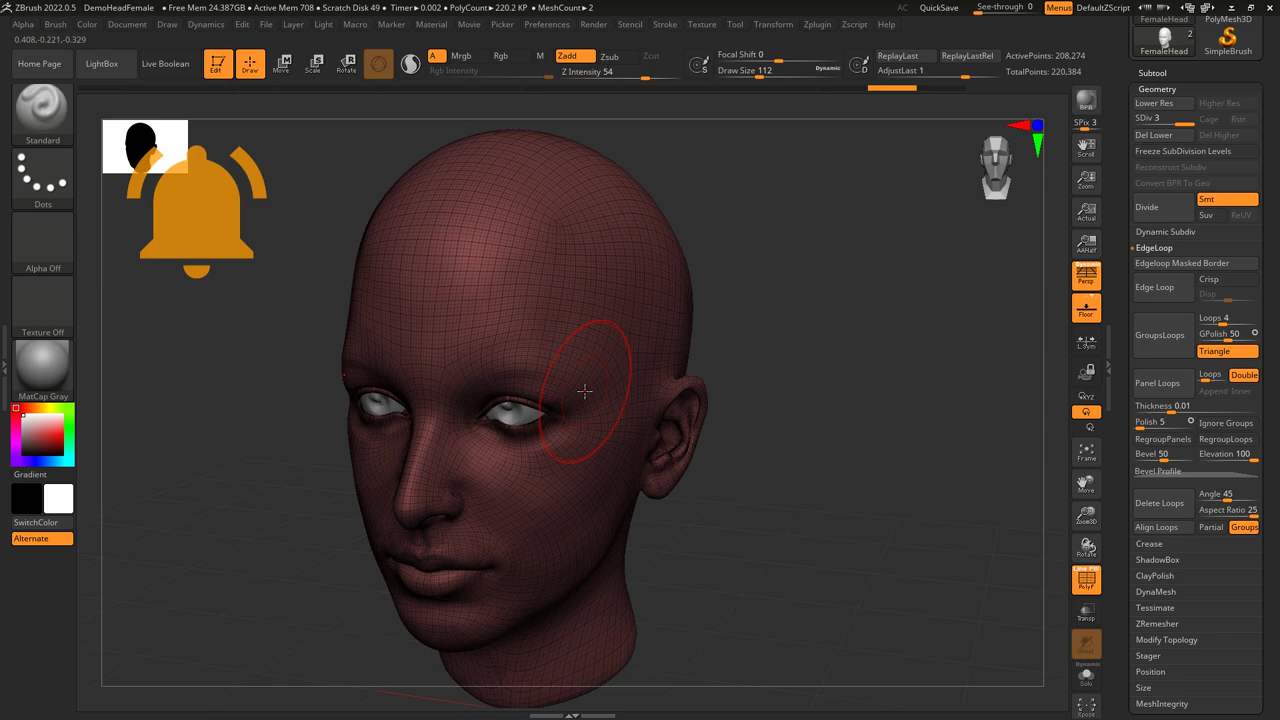 ZBrush 2022.0.5 DemoHeadFemale • Free Mem 24.387GB • Active Mem 708 • Scratch Disk 49 • Timer▶0.002 • PolyCount▶220.2 KP • MeshCount▶2 AC QuickSave See-through 0 Menus DefaultZScript
Alpha Brush Color Document Draw Dynamics Edit File Layer Light Macro Marker Material Movie Picker Preferences Render Stencil Stroke Texture Tool Transform Zplugin Zscript Help
0.408,-0.221,-0.329
Home Page LightBox Live Boolean Edit Draw Move Scale Rotate
A Mrgb Rgb M Zadd Zsub Zcut
Rgb Intensity Z Intensity 54
Focal Shift 0
Draw Size 112 Dynamic
S
D
ReplayLast ReplayLastRel
AdjustLast 1
ActivePoints: 208,274
TotalPoints: 220,384
Standard
Dots
Alpha Off
Texture Off
MatCap Gray
Gradient
SwitchColor
Alternate
BPR
SPix 3
Scroll
Zoom
Actual
AAHalf
Dynamic
Persp
Floor
L.Sym
XYZ
Frame
Move
Zoom3D
Rotate
Line Fill
PolyF
Transp
Ghost
Dynamic
Solo
Xpose
FemaleHead PolyMesh3D
2
FemaleHead SimpleBrush
Subtool
Geometry
Lower Res Higher Res
SDiv 3 Cage Rstr
Del Lower Del Higher
Freeze SubDivision Levels
Reconstruct Subdiv
Convert BPR To Geo
Divide Smt
Suv ReUV
Dynamic Subdiv
EdgeLoop
Edgeloop Masked Border
Edge Loop Crisp
Disp
GroupsLoops Loops 4
GPolish 50
Triangle
Panel Loops Loops Double
Append Inner
Thickness 0.01
Polish 5 Ignore Groups
RegroupPanels RegroupLoops
Bevel 50 Elevation 100
Bevel Profile
Delete Loops Angle 45
Aspect Ratio 25
Align Loops Partial Groups
Crease
ShadowBox
ClayPolish
DynaMesh
Tessimate
ZRemesher
Modify Topology
Stager
Position
Size
MeshIntegrity